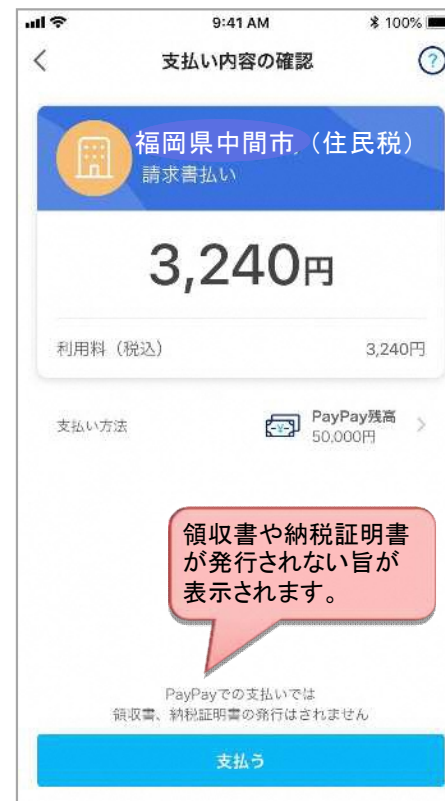 9:41 AM 100%
支払い内容の確認 ?
福岡県中間市 （住民税）
請求書払い
3,240円
利用料（税込） 3,240円
支払い方法 PayPay残高
50,000円
領収書や納税証明書
が発行されない旨が
表示されます。
PayPayでの支払いでは
領収書、納税証明書の発行はされません
支払う